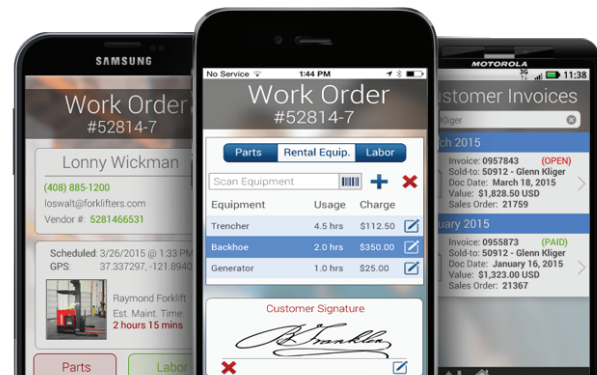 SAMSUNG
Work Order
#52814-7
Lonny Wickman
(408) 885-1200
loswalt@forklifters.com
Vendor #: 5281466531
Scheduled: 3/26/2015 @ 1:33 PM
GPS: 37.337297, -121.8940
Raymond Forklift
Est. Maint. Time:
2 hours 15 mins
Parts Labor
No Service 1:44 PM
Work Order
#52814-7
Parts Rental Equip. Labor
Scan Equipment
Equipment Usage Charge
Trencher 4.5 hrs $112.50
Backhoe 2.0 hrs $350.00
Generator 1.0 hrs $25.00
Customer Signature
B. Franklin
MOTOROLA
3G 11:38
stomer Invoices
Kliger
ch 2015
Invoice: 0957843 (OPEN)
Sold-to: 50912 - Glenn Kliger
Doc Date: March 18, 2015
Value: $1,828.50 USD
Sales Order: 21759
uary 2015
Invoice: 0955873 (PAID)
Sold-to: 50912 - Glenn Kliger
Doc Date: January 16, 2015
Value: $1,323.00 USD
Sales Order: 21367